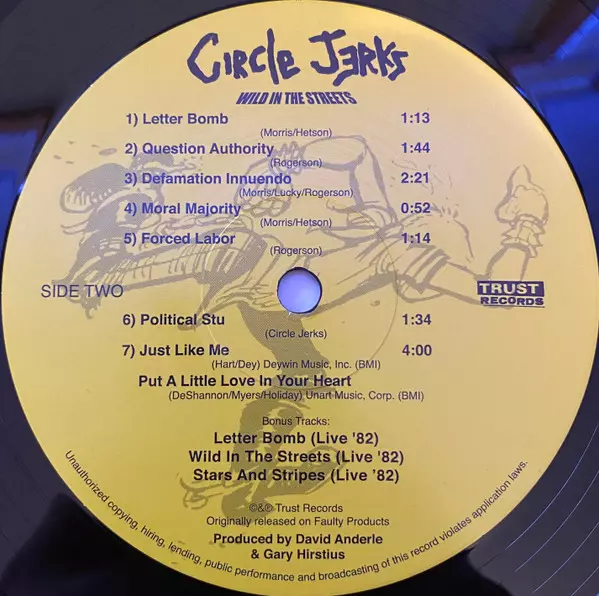 CIRCLE JERKS
WILD IN THE STREETS
1) Letter Bomb 1:13
(Morris/Hetson)
2) Question Authority 1:44
(Rogerson)
3) Defamation Innuendo 2:21
(Morris/Lucky/Rogerson)
4) Moral Majority 0:52
(Morris/Hetson)
5) Forced Labor 1:14
(Rogerson)
SIDE TWO
TRUST
RECORDS
6) Political Stu 1:34
(Circle Jerks)
7) Just Like Me 4:00
(Hart/Dey) Deywin Music, Inc. (BMI)
Put A Little Love In Your Heart
(DeShannon/Myers/Holiday) Unart Music, Corp. (BMI)
Bonus Tracks:
Letter Bomb (Live '82)
Wild In The Streets (Live '82)
Stars And Stripes (Live '82)
©&℗ Trust Records
Originally released on Faulty Products
Produced by David Anderle
& Gary Hirstius
Unauthorized copying, hiring, lending, public performance and broadcasting of this record violates application laws.